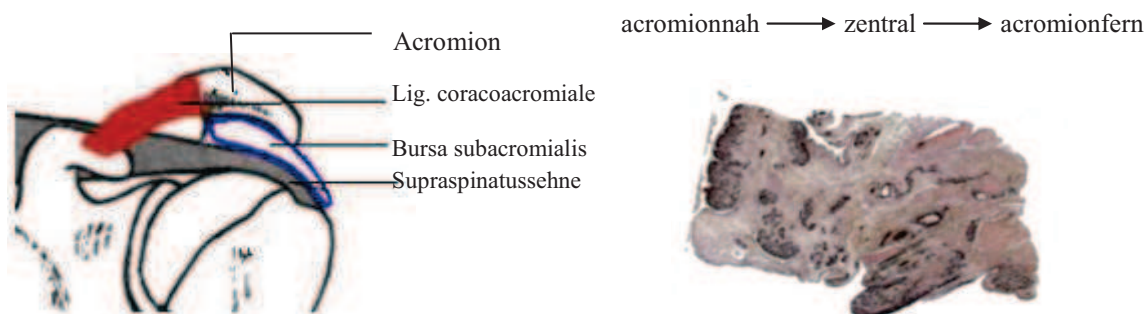 acromionnah → zentral → acromionfern
Acromion
Lig. coracoacromiale
Bursa subacromialis
Supraspinatussehne